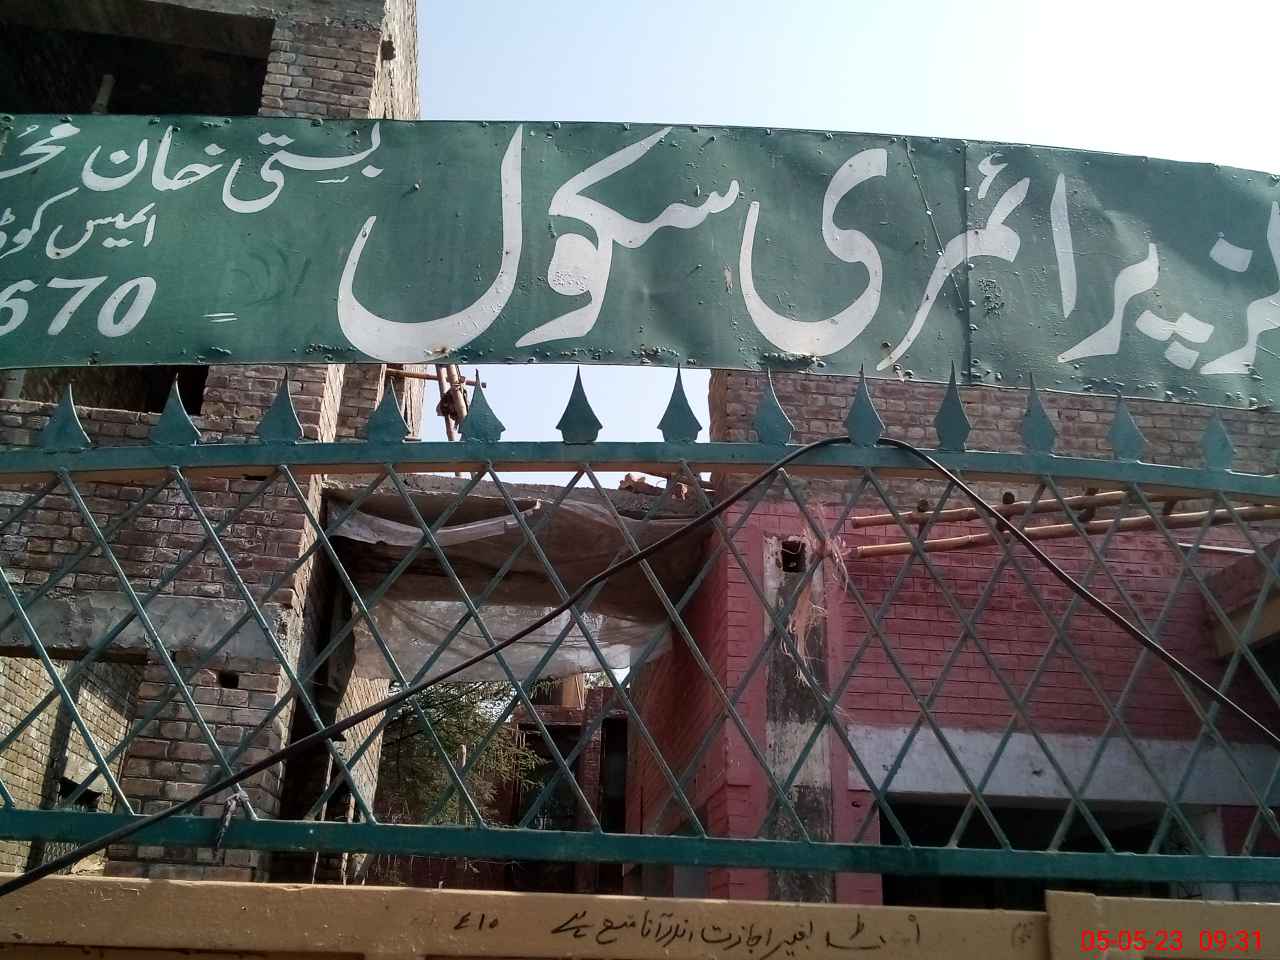 لز پرائمری سکول
بستی خان محمد
ایمیس کوڈ
670
بغیر اجازت اندر آنا منع ہے
05-05-23 09:31